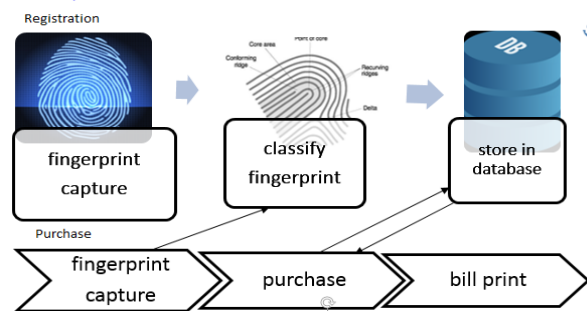 Registration
Core area
Point of core
Conforming
ridge
Recurving
ridges
Delta
DB
fingerprint
capture
classify
fingerprint
store in
database
Purchase
fingerprint
capture
purchase
bill print